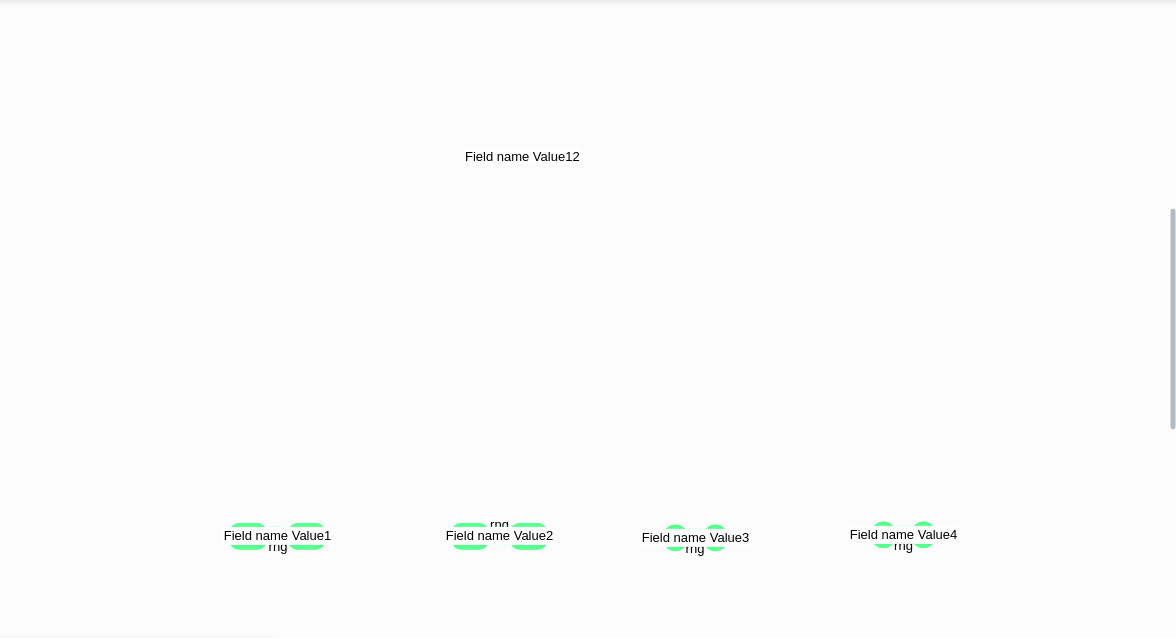 Field name Value12
rng
Field name Value1
Field name Value2
Field name Value3
Field name Value4
rng
rng
rng